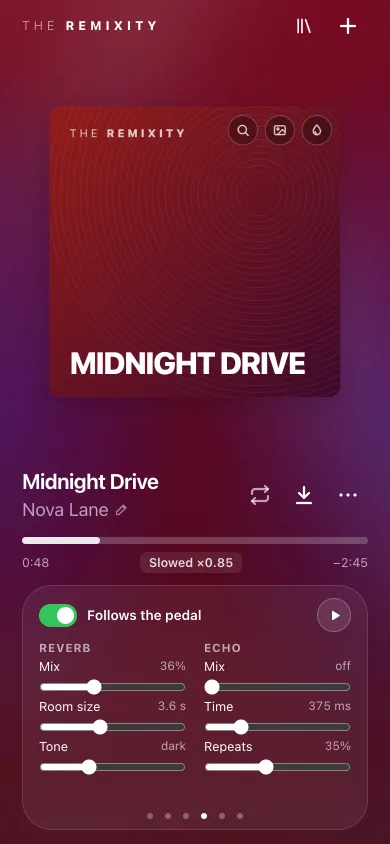 THE REMIXITY
THE REMIXITY
MIDNIGHT DRIVE
Midnight Drive
Nova Lane
0:48 Slowed ×0.85 −2:45
Follows the pedal
REVERB ECHO
Mix 36% Mix off
Room size 3.6 s Time 375 ms
Tone dark Repeats 35%